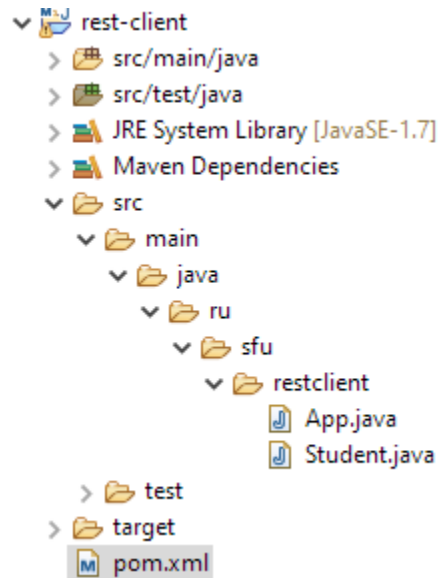 rest-client
src/main/java
src/test/java
JRE System Library [JavaSE-1.7]
Maven Dependencies
src
main
java
ru
sfu
restclient
App.java
Student.java
test
target
pom.xml